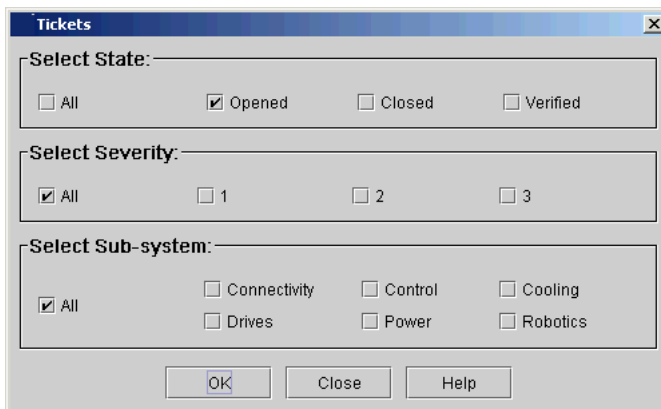 Tickets
Select State:
All Opened Closed Verified
Select Severity:
All 1 2 3
Select Sub-system:
All
Connectivity Control Cooling
Drives Power Robotics
OK Close Help